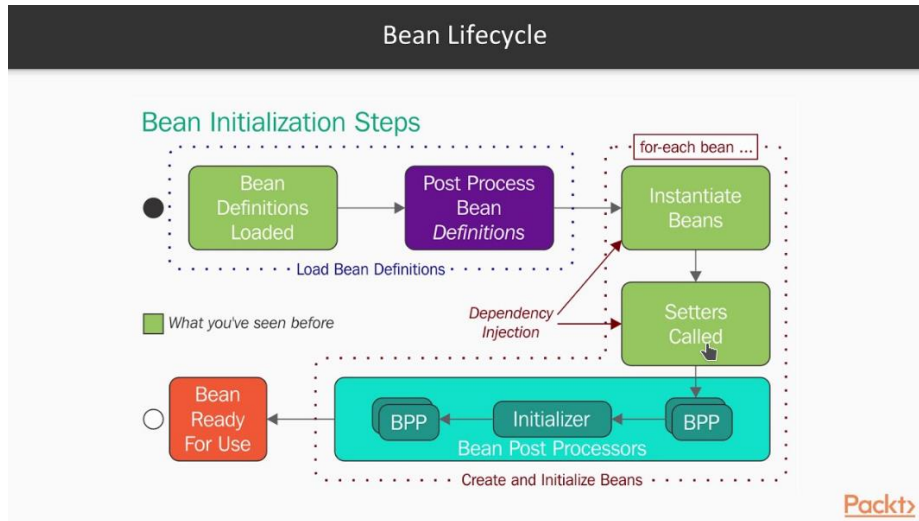 Bean Lifecycle
Bean Initialization Steps
for-each bean ...
Bean
Definitions
Loaded
Post Process
Bean
Definitions
Instantiate
Beans
Load Bean Definitions
Dependency
Injection
Setters
Called
What you've seen before
Bean
Ready
For Use
BPP
Initializer
BPP
Bean Post Processors
Create and Initialize Beans
Packt>